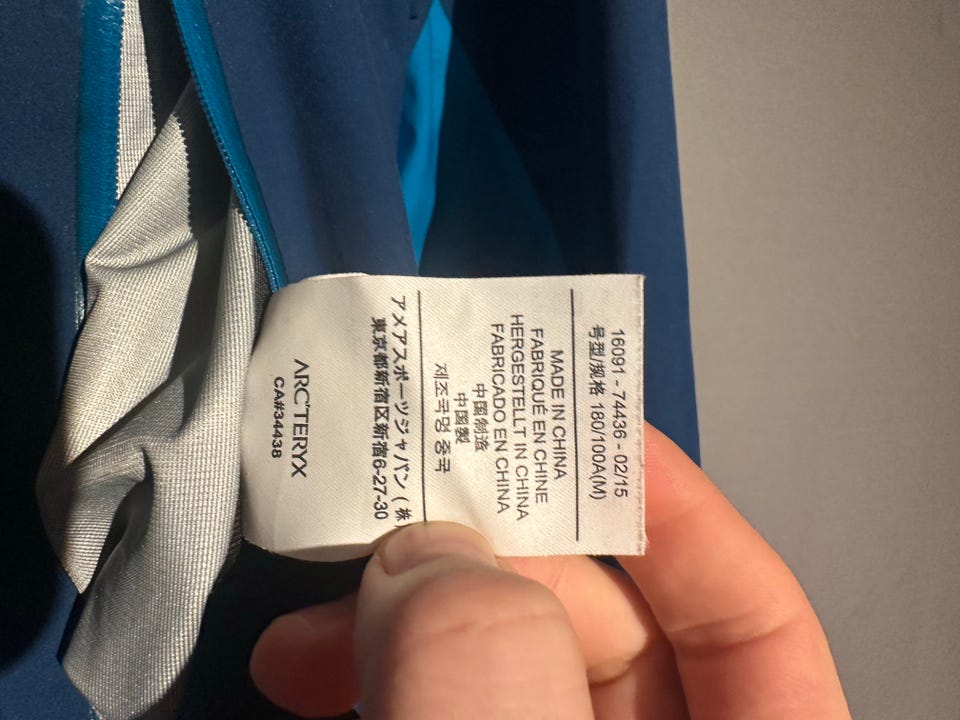 16091 - 74436 - 02/15
号型/规格 180/100A(M)
MADE IN CHINA
FABRIQUÉ EN CHINE
HERGESTELLT IN CHINA
FABRICADO EN CHINA
中国制造
中国製
제조국명 중국
アメアスポーツジャパン (株)
東京都新宿区新宿6-27-30
ARC'TERYX
CA#34438